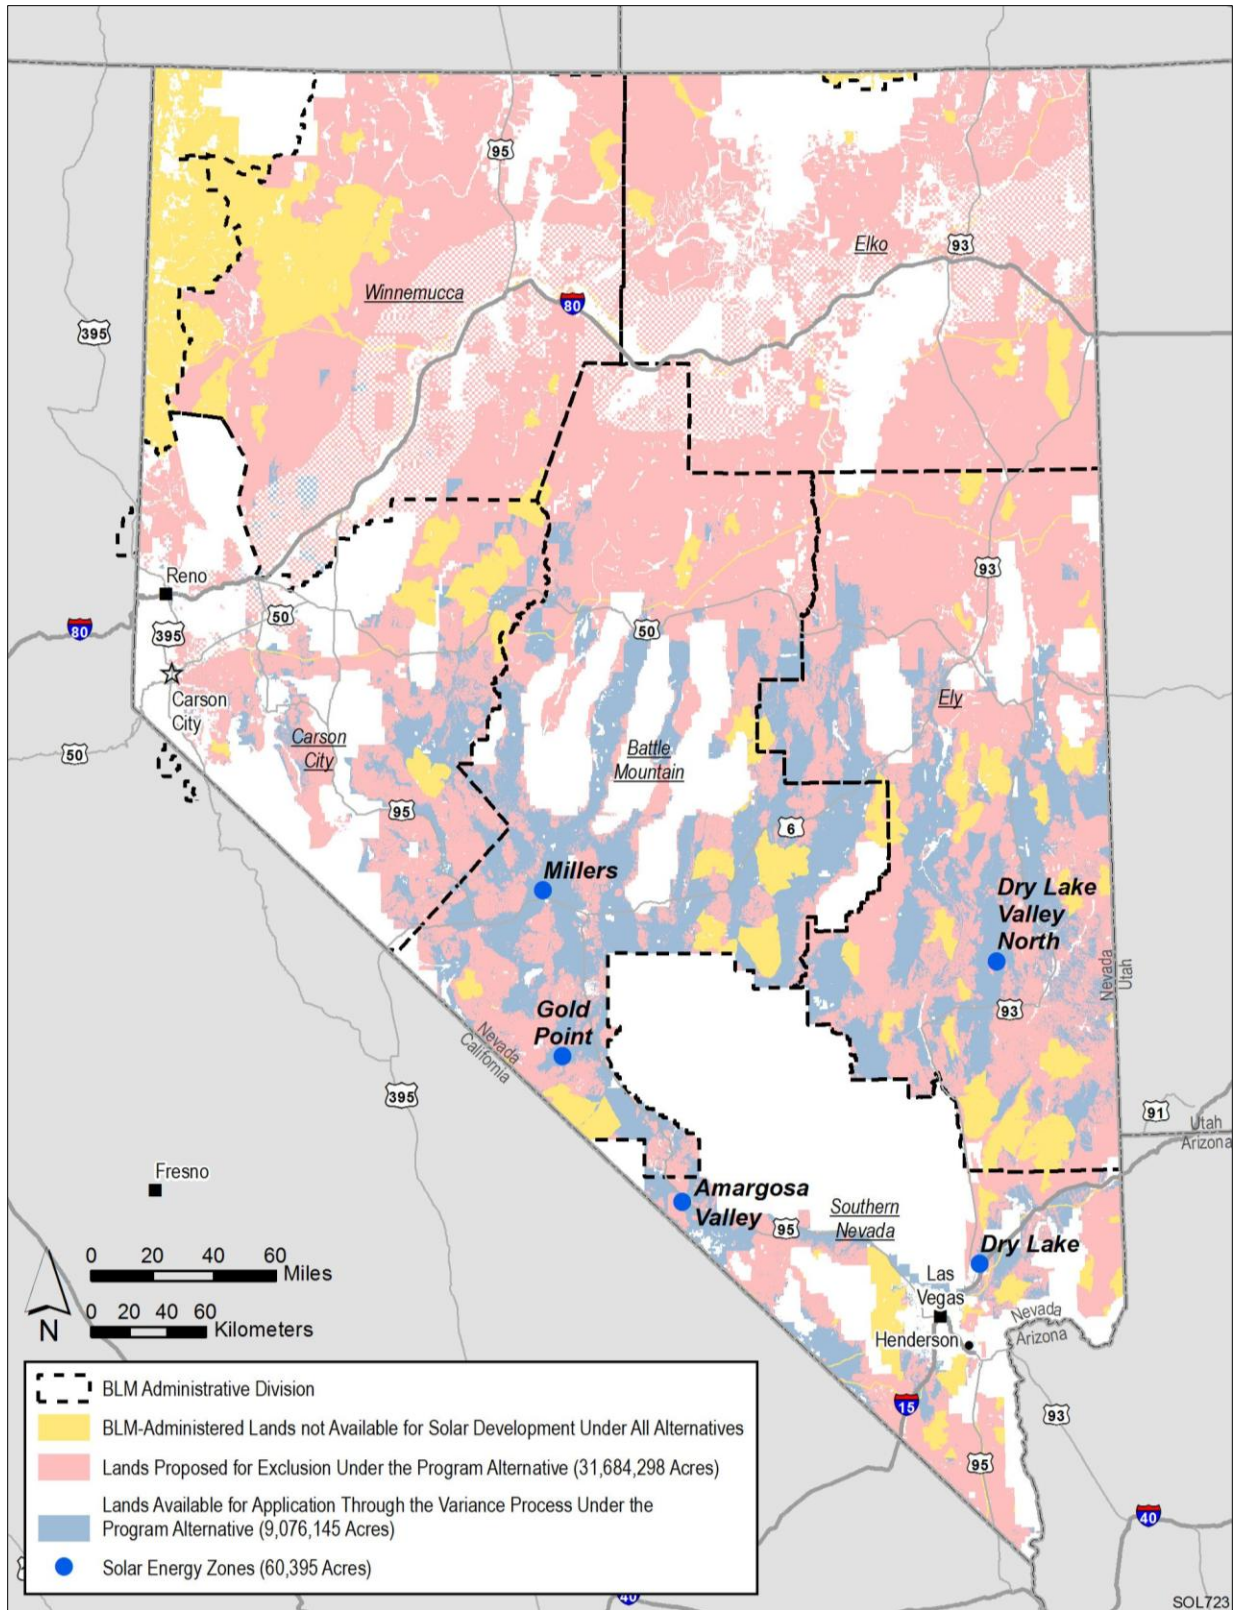 95
93
Elko
Winnemucca
80
395
93
Reno
50
50
80
395
Carson
City
Ely
Carson
City
Battle
Mountain
50
95
6
Millers
Dry Lake
Valley
North
Nevada
Utah
Gold
Point
93
Nevada
California
395
91
Utah
Arizona
Fresno
Amargosa
Valley
Southern
Nevada
95
Dry Lake
0 20 40 60
Miles
Las
Vegas
0 20 40 60
Kilometers
N
Nevada
Arizona
Henderson
15
93
95
40
BLM Administrative Division
BLM-Administered Lands not Available for Solar Development Under All Alternatives
Lands Proposed for Exclusion Under the Program Alternative (31,684,298 Acres)
Lands Available for Application Through the Variance Process Under the
Program Alternative (9,076,145 Acres)
Solar Energy Zones (60,395 Acres)
40
SOL723